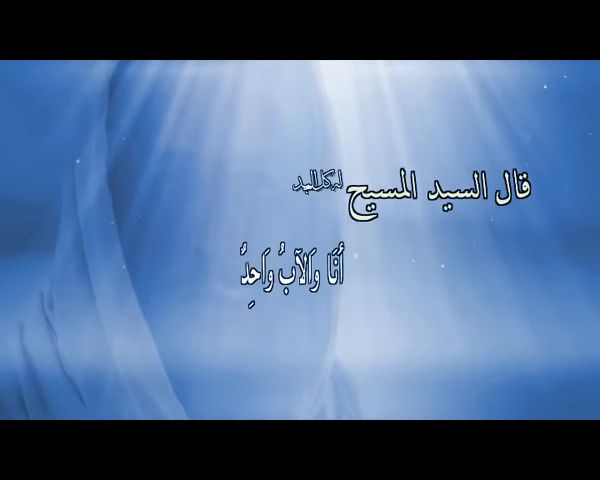 قال السيد المسيح له كل المجد
أَنَا وَالآبُ وَاحِدٌ